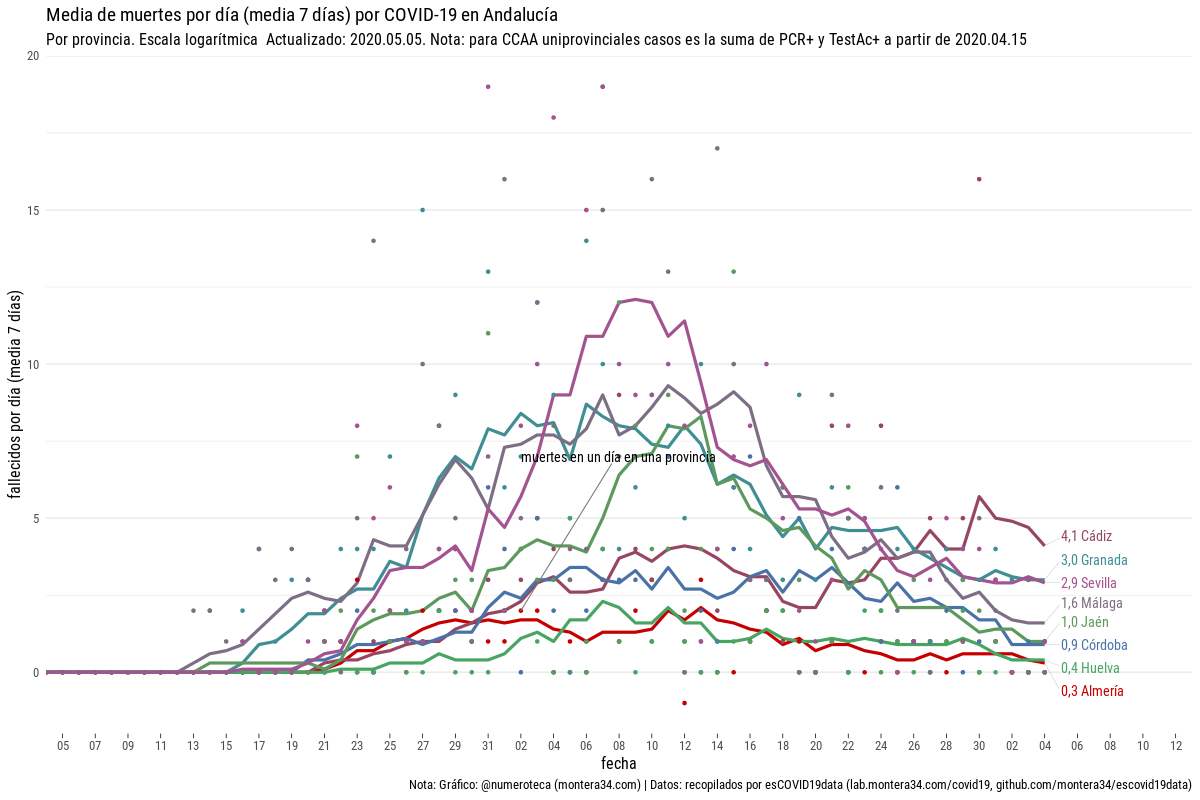 Media de muertes por día (media 7 días) por COVID-19 en Andalucía
Por provincia. Escala logarítmica  Actualizado: 2020.05.05. Nota: para CCAA uniprovinciales casos es la suma de PCR+ y TestAc+ a partir de 2020.04.15
fallecidos por día (media 7 días)
20
15
10
5
0
muertes en un día en una provincia
4,1 Cádiz
3,0 Granada
2,9 Sevilla
1,6 Málaga
1,0 Jaén
0,9 Córdoba
0,4 Huelva
0,3 Almería
05 07 09 11 13 15 17 19 21 23 25 27 29 31 02 04 06 08 10 12 14 16 18 20 22 24 26 28 30 02 04 06 08 10 12
fecha
Nota: Gráfico: @numeroteca (montera34.com) | Datos: recopilados por esCOVID19data (lab.montera34.com/covid19, github.com/montera34/escovid19data)